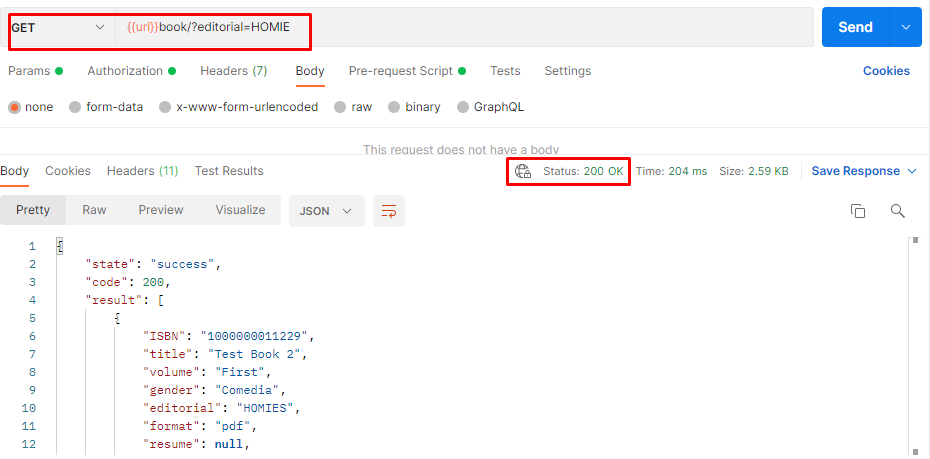 GET {{url}}book/?editorial=HOMIE Send
Params Authorization Headers (7) Body Pre-request Script Tests Settings Cookies
none form-data x-www-form-urlencoded raw binary GraphQL
This request does not have a body
Body Cookies Headers (11) Test Results Status: 200 OK Time: 204 ms Size: 2.59 KB Save Response
Pretty Raw Preview Visualize JSON
1 {
2 "state": "success",
3 "code": 200,
4 "result": [
5 {
6 "ISBN": "1000000011229",
7 "title": "Test Book 2",
8 "volume": "First",
9 "gender": "Comedia",
10 "editorial": "HOMIES",
11 "format": "pdf",
12 "resume": null,